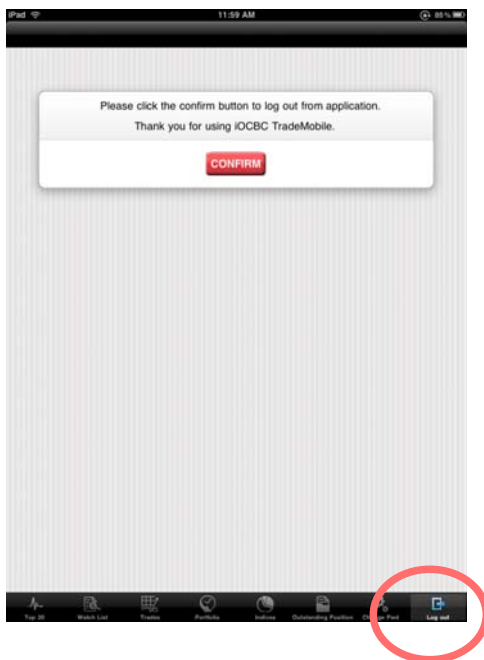 iPad 11:59 AM 85%
Please click the confirm button to log out from application.
Thank you for using iOCBC TradeMobile.
CONFIRM
Top 20 Watch List Trades Portfolio Indices Outstanding Position Change Pwd Log out